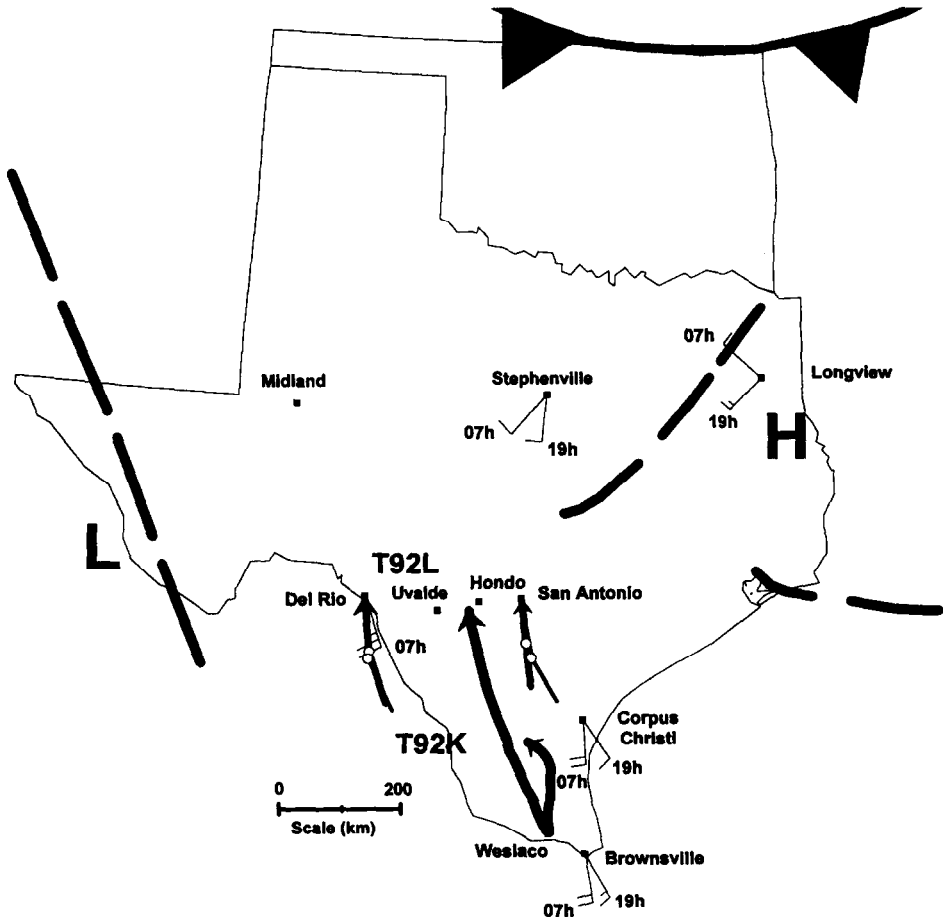 07h
Midland
Stephenville
Longview
07h
19h
19h
H
L
T92L
Del Rio
Uvalde
Hondo
San Antonio
07h
T92K
Corpus
Christi
07h
19h
0
200
Scale (km)
Weslaco
Brownsville
07h
19h